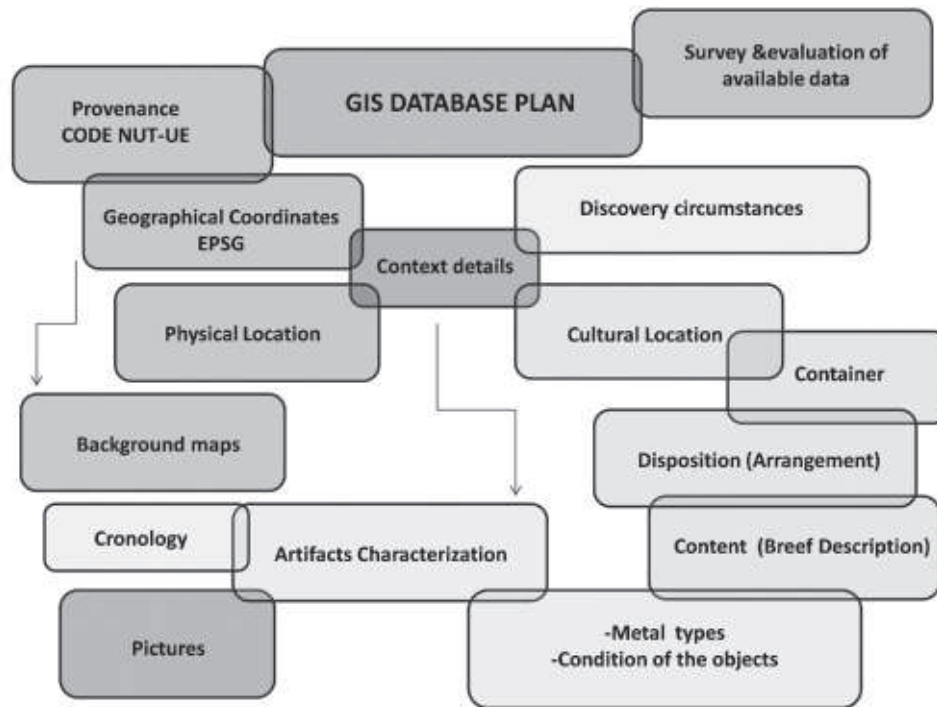 Survey &evaluation of
available data
GIS DATABASE PLAN
Provenance
CODE NUT-UE
Discovery circumstances
Geographical Coordinates
EPSG
Context details
Physical Location
Cultural Location
Container
Background maps
Disposition (Arrangement)
Cronology
Artifacts Characterization
Content (Breef Description)
Pictures
-Metal types
-Condition of the objects